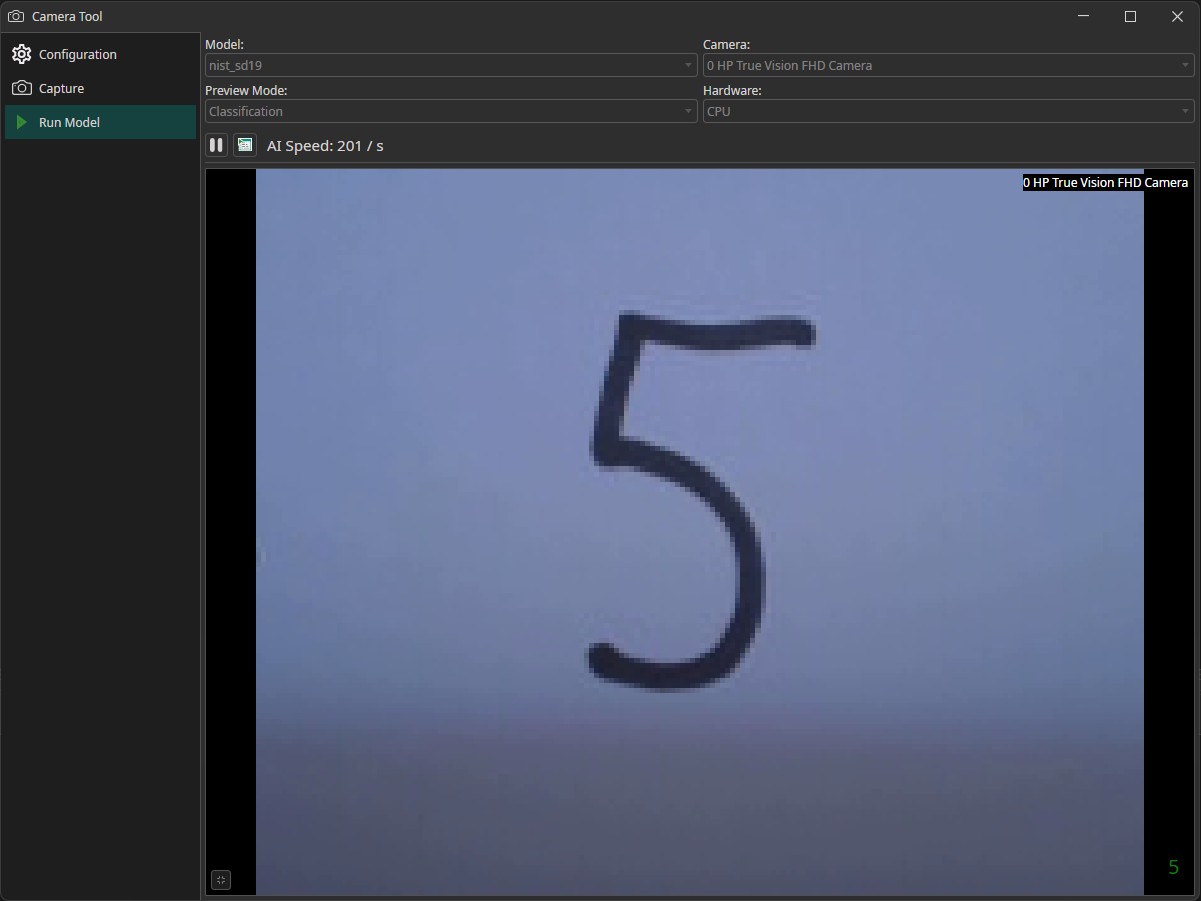 Camera Tool
Configuration
Capture
Run Model
Model:
nist_sd19
Camera:
0 HP True Vision FHD Camera
Preview Mode:
Classification
Hardware:
CPU
AI Speed: 201 / s
0 HP True Vision FHD Camera
5
5